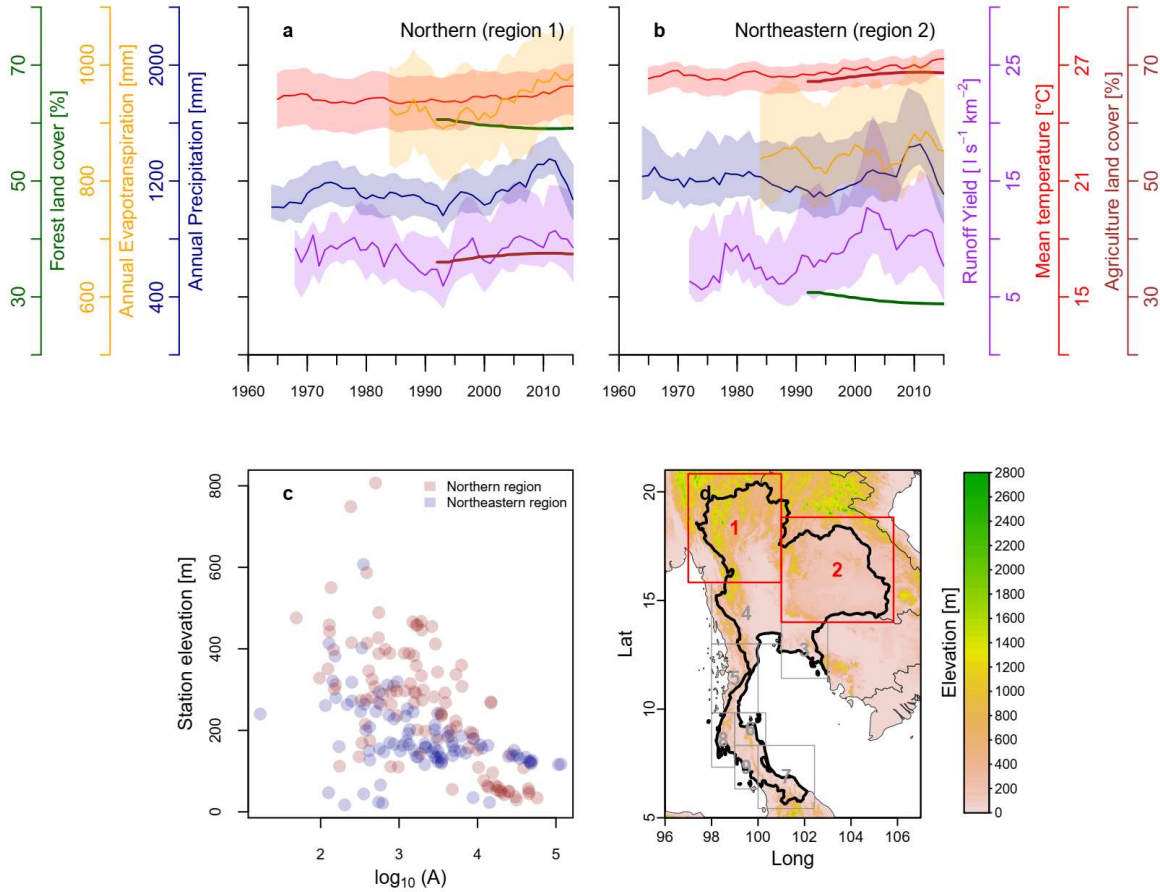 a
Northern (region 1)
b
Northeastern (region 2)
Forest land cover [%]
30
50
70
Annual Evapotranspiration [mm]
600
800
1000
Annual Precipitation [mm]
400
1200
2000
Runoff Yield [ l s⁻¹ km⁻²]
5
15
25
Mean temperature [°C]
15
21
27
Agriculture land cover [%]
30
50
70
1960 1970 1980 1990 2000 2010
1960 1970 1980 1990 2000 2010
c
Northern region
Northeastern region
Station elevation [m]
0
200
400
600
800
2 3 4 5
log₁₀ (A)
d
1
2
3
4
5
6
7
8
9
Lat
5
10
15
20
96 98 100 102 104 106
Long
Elevation [m]
2800
2600
2400
2200
2000
1800
1600
1400
1200
1000
800
600
400
200
0